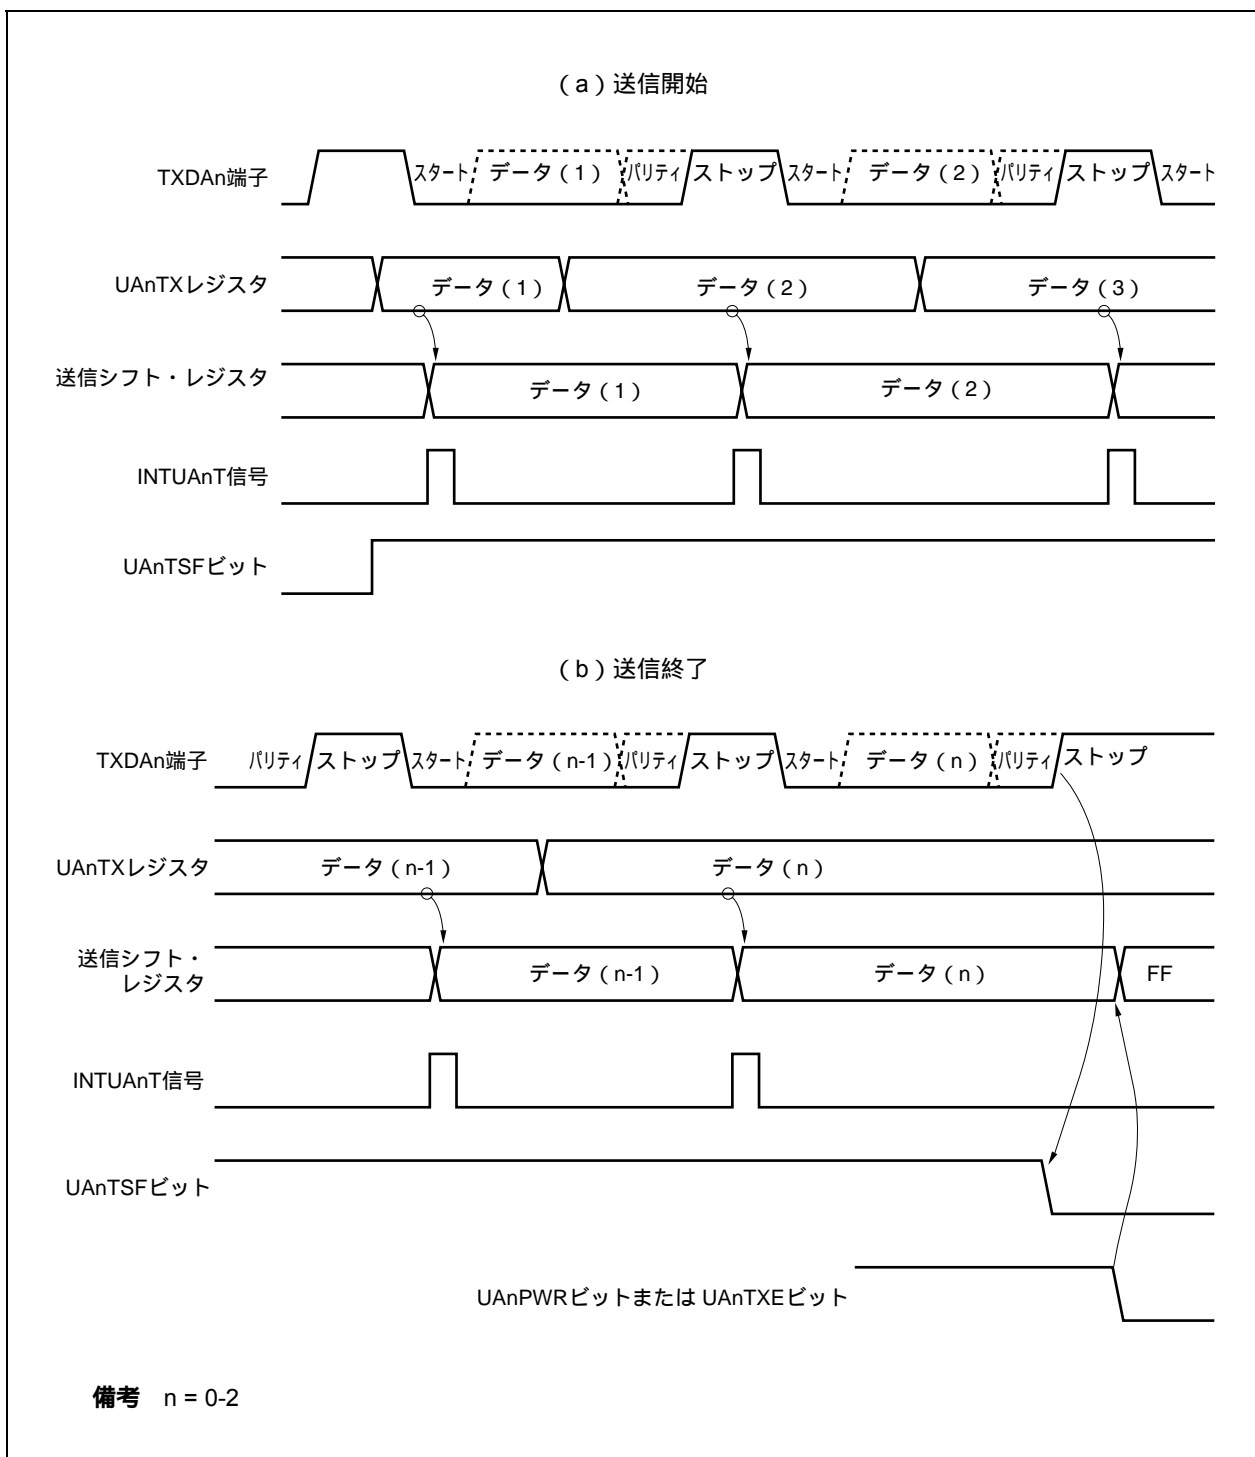 （a）送信開始
TXDAn端子 スタート データ（1） パリティ ストップ スタート データ（2） パリティ ストップ スタート
UAnTXレジスタ データ（1） データ（2） データ（3）
送信シフト・レジスタ データ（1） データ（2）
INTUAnT信号
UAnTSFビット
（b）送信終了
TXDAn端子 パリティ ストップ スタート データ（n-1） パリティ ストップ スタート データ（n） パリティ ストップ
UAnTXレジスタ データ（n-1） データ（n）
送信シフト・
レジスタ データ（n-1） データ（n） FF
INTUAnT信号
UAnTSFビット
UAnPWRビットまたは UAnTXEビット
備考 n = 0-2